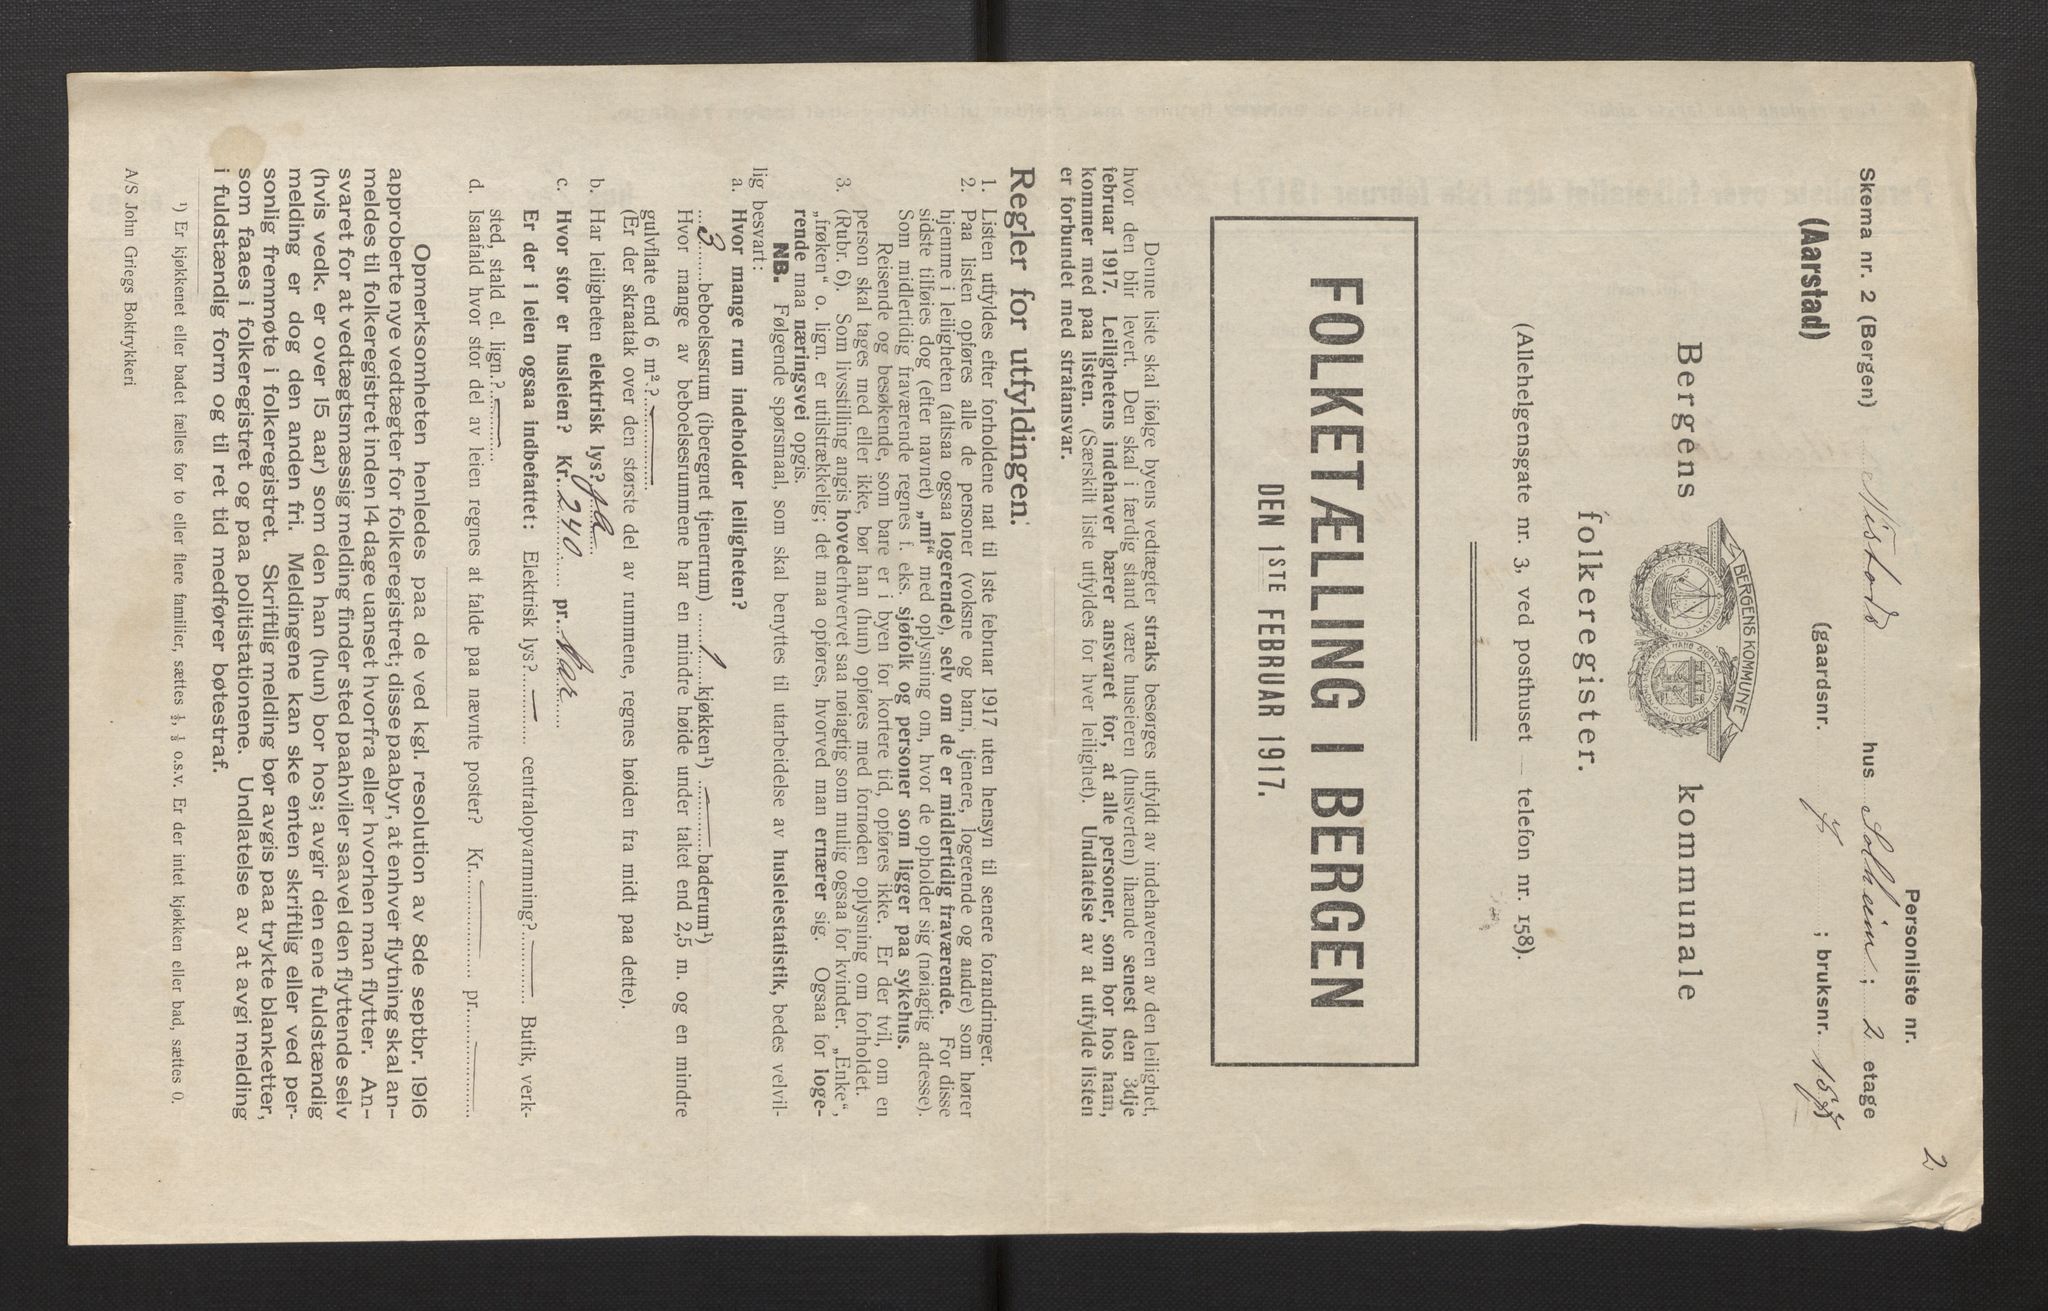 2
Personliste nr.
Skema nr. 2 (Bergen) hus Solheim; 2 etage
(Aarstad) (gaardsnr. ; bruksnr. )
BERGENS KOMMUNE
Bergens kommunale
folkeregister.
(Allehelgensgate nr. 3, ved posthuset — telefon nr. 158).
FOLKETÆLLING I BERGEN
DEN 1STE FEBRUAR 1917.
Denne liste skal ifølge byens vedtægter straks besørges utfyldt av indehaveren av den leilighet,
hvor den blir levert. Den skal i færdig stand være huseieren (husverten) ihænde senest den 3dje
februar 1917. Leilighetens indehaver bærer ansvaret for, at alle personer, som bor hos ham,
kommer med paa listen. (Særskilt liste utfyldes for hver leilighet). Undlatelse av at utfylde listen
er forbundet med strafansvar.
Regler for utfyldingen.
1. Listen utfyldes efter forholdene nat til 1ste februar 1917 uten hensyn til senere forandringer.
2. Paa listen opføres alle de personer (voksne og barn, tjenere, logerende og andre) som hører
hjemme i leiligheten (altsaa ogsaa logerende), selv om de er midlertidig fraværende. For disse
sidste tilføies dog (efter navnet) „mf“ med oplysning om, hvor de opholder sig (nøiagtig adresse).
Som midlertidig fraværende regnes f. eks. sjøfolk og personer som ligger paa sykehus.
Reisende og besøkende, som bare er i byen for kortere tid, opføres ikke. Er der tvil, om en
person skal tages med eller ikke, bør han (hun) opføres med fornøden oplysning om forholdet.
3. (Rubr. 6). Som livsstilling angis hovederhvervet saa nøiagtig som mulig ogsaa for kvinder. „Enke“,
„frøken“ o. lign. er utilstrækkelig; det maa opføres, hvorved man ernærer sig. Ogsaa for loge-
rende maa næringsvei opgis.
NB. Følgende spørsmaal, som skal benyttes til utarbeidelse av husleiestatistik, bedes velvil-
lig besvart:
a. Hvor mange rum indeholder leiligheten?
3 beboelsesrum (iberegnet tjenerrum) 1 kjøkken¹) — baderum¹)
Hvor mange av beboelsesrummene har en mindre høide under taket end 2,5 m. og en mindre
gulvflate end 6 m²? —
(Er der skraatak over den største del av rummene, regnes høiden fra midt paa dette).
b. Har leiligheten elektrisk lys? ja
c. Hvor stor er husleien? Kr. 240 pr. aar
Er der i leien ogsaa indbefattet: Elektrisk lys? — centralopvarmning? — Butik, verk-
sted, stald el. lign.? —
d. Isaafald hvor stor del av leien regnes at falde paa nævnte poster? Kr. — pr. —
Opmerksomheten henledes paa de ved kgl. resolution av 8de septbr. 1916
approberte nye vedtægter for folkeregistret; disse paabyr, at enhver flytning skal an-
meldes til folkeregistret inden 14 dage uanset hvorfra eller hvorhen man flytter. An-
svaret for at vedtægtsmæssig melding finder sted paahviler saavel den flyttende selv
(hvis vedk. er over 15 aar) som den han (hun) bor hos; avgir den ene fuldstændig
melding er dog den anden fri. Meldingene kan ske enten skriftlig eller ved per-
sonlig fremmøte i folkeregistret. Skriftlig melding bør avgis paa trykte blanketter,
som faaes i folkeregistret og paa politistationene. Undlatelse av at avgi melding
i fuldstændig form og til ret tid medfører bøtestraf.
¹) Er kjøkkenet eller badet fælles for to eller flere familier, sættes ½, ⅓ o.s.v. Er der intet kjøkken eller bad, sættes 0.
A/S John Griegs Boktrykkeri